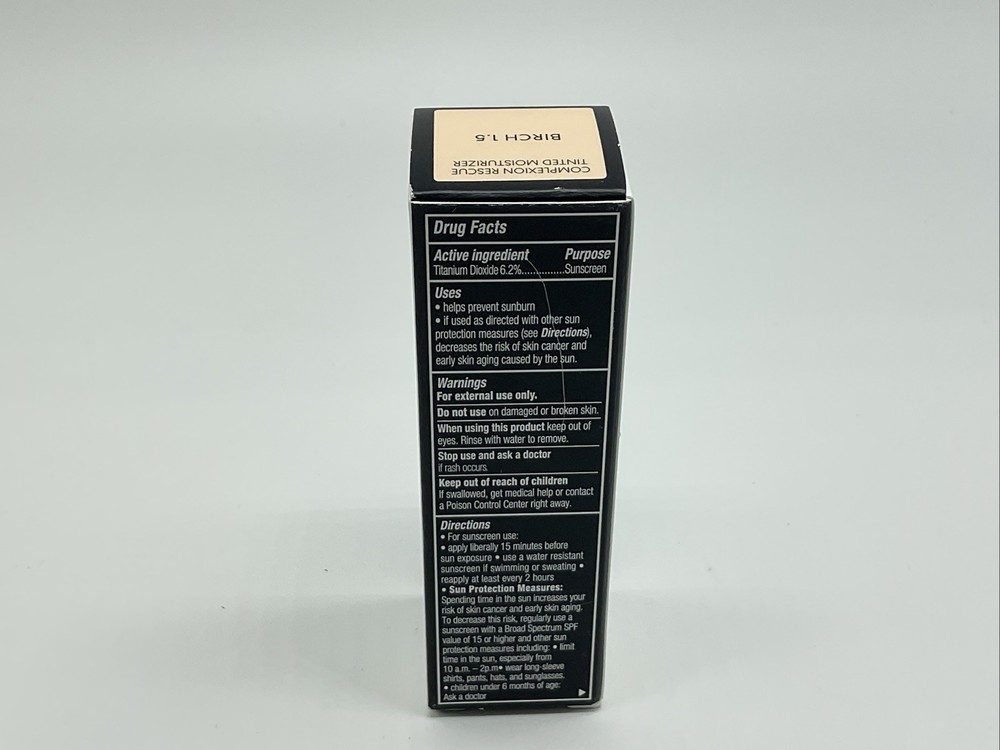 COMPLEXION RESCUE
TINTED MOISTURIZER
BIRCH 1.5
Drug Facts
Active ingredient Purpose
Titanium Dioxide 6.2%...............Sunscreen
Uses
• helps prevent sunburn
• if used as directed with other sun
protection measures (see Directions),
decreases the risk of skin cancer and
early skin aging caused by the sun.
Warnings
For external use only.
Do not use on damaged or broken skin.
When using this product keep out of
eyes. Rinse with water to remove.
Stop use and ask a doctor
if rash occurs.
Keep out of reach of children
If swallowed, get medical help or contact
a Poison Control Center right away.
Directions
• For sunscreen use:
• apply liberally 15 minutes before
sun exposure • use a water resistant
sunscreen if swimming or sweating •
reapply at least every 2 hours
• Sun Protection Measures:
Spending time in the sun increases your
risk of skin cancer and early skin aging.
To decrease this risk, regularly use a
sunscreen with a Broad Spectrum SPF
value of 15 or higher and other sun
protection measures including: • limit
time in the sun, especially from
10 a.m. – 2p.m• wear long-sleeve
shirts, pants, hats, and sunglasses.
• children under 6 months of age:
Ask a doctor